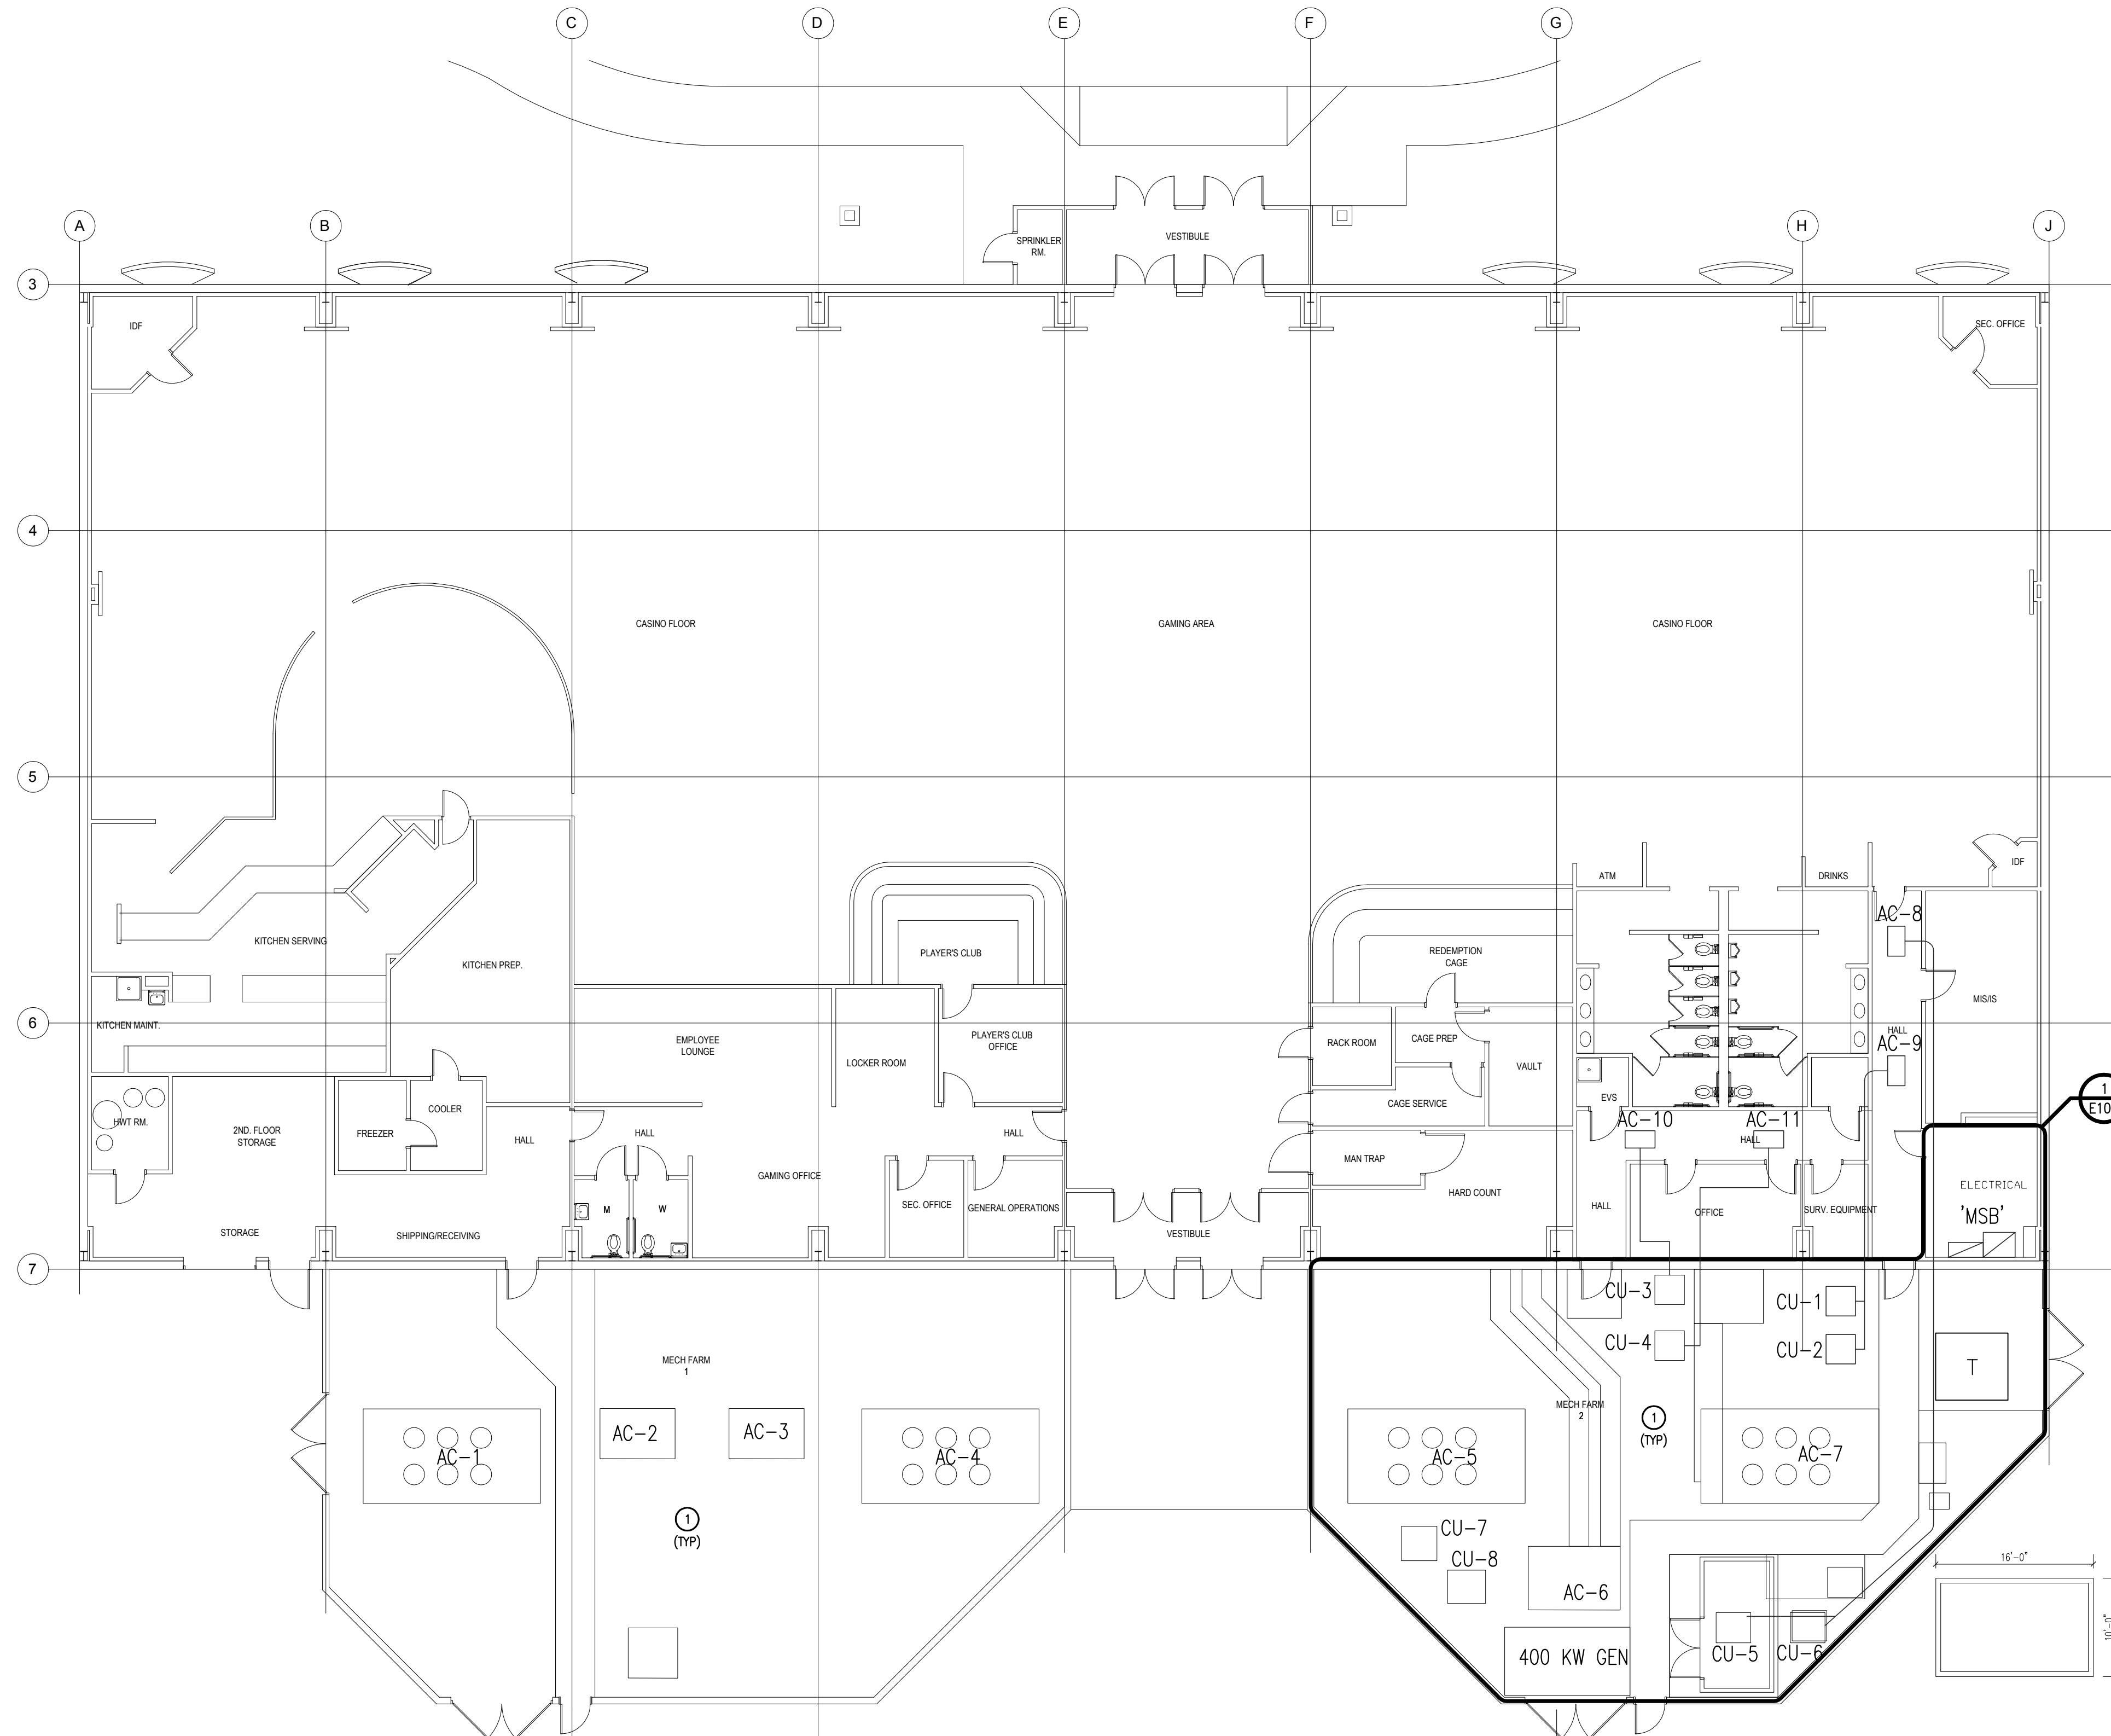 C
D
E
F
G
A
B
H
J
SPRINKLER
RM.
VESTIBULE
3
IDF
SEC. OFFICE
4
CASINO FLOOR
GAMING AREA
CASINO FLOOR
5
IDF
ATM
DRINKS
AC-8
KITCHEN SERVING
PLAYER'S CLUB
REDEMPTION
CAGE
KITCHEN PREP.
MIS/IS
6
KITCHEN MAINT.
EMPLOYEE
LOUNGE
PLAYER'S CLUB
OFFICE
RACK ROOM
CAGE PREP
HALL
AC-9
LOCKER ROOM
VAULT
1
E10
EVS
CAGE SERVICE
COOLER
HWT RM.
2ND. FLOOR
STORAGE
FREEZER
HALL
HALL
HALL
AC-10
AC-11
HALL
MAN TRAP
GAMING OFFICE
HARD COUNT
ELECTRICAL
'MSB'
SEC. OFFICE
GENERAL OPERATIONS
HALL
OFFICE
SURV. EQUIPMENT
M
W
STORAGE
SHIPPING/RECEIVING
VESTIBULE
7
CU-3
CU-1
CU-4
CU-2
MECH FARM
1
T
MECH FARM
2
1
(TYP)
AC-1
AC-2
AC-3
AC-4
AC-5
AC-7
1
(TYP)
CU-7
CU-8
AC-6
16'-0"
10'-0"
400 KW GEN
CU-5
CU-6